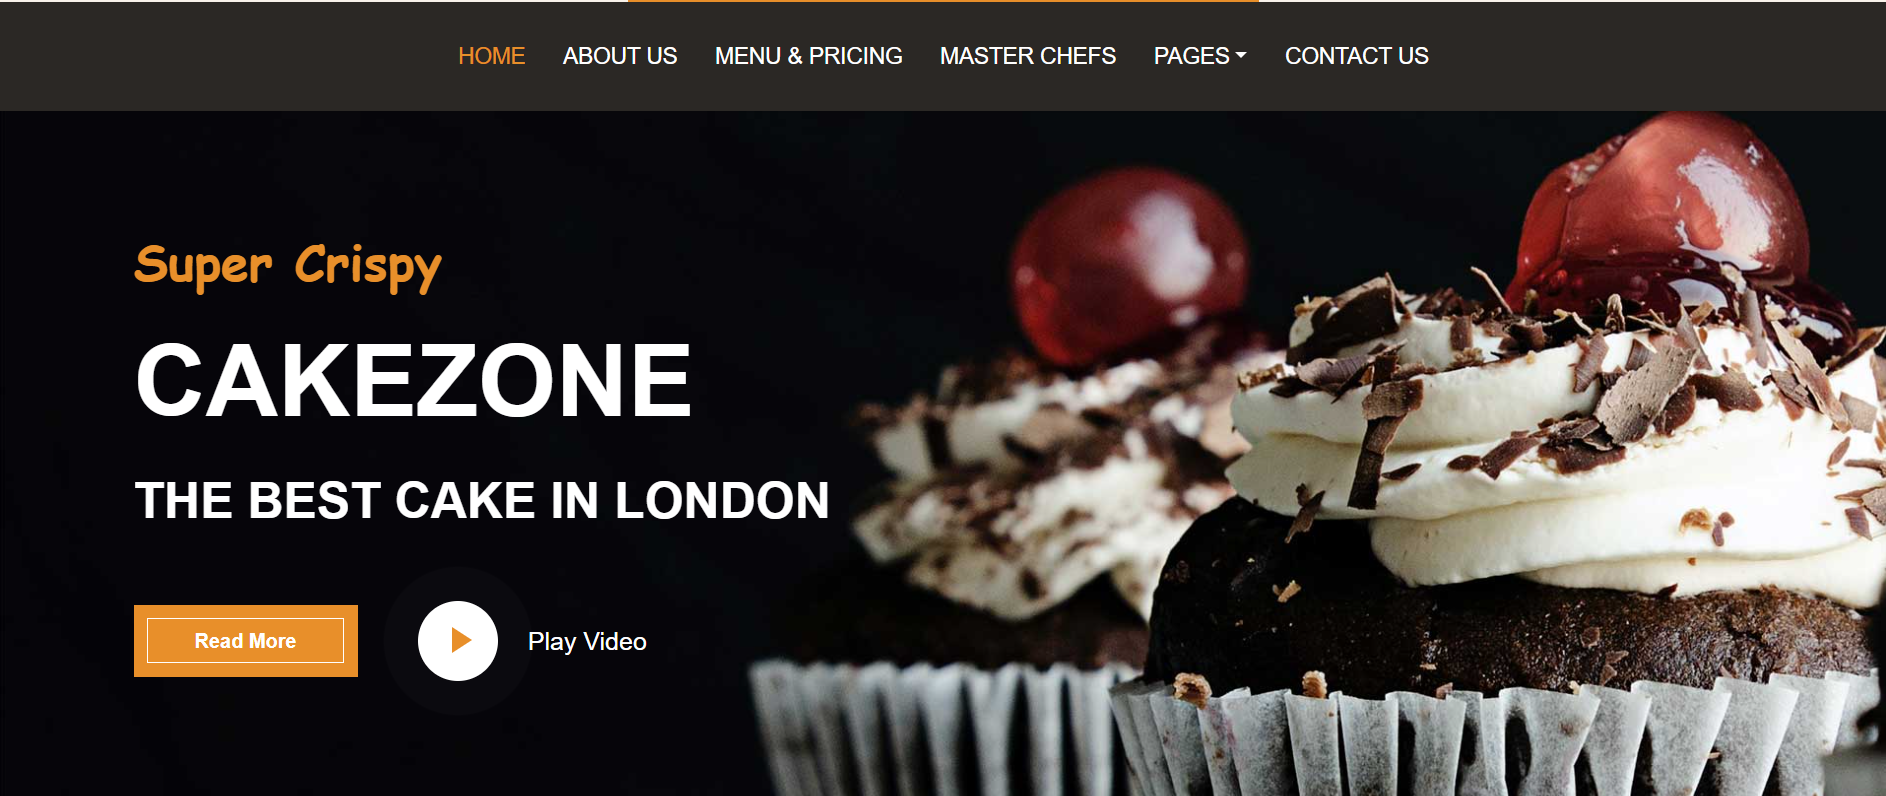 HOME ABOUT US MENU & PRICING MASTER CHEFS PAGES CONTACT US
Super Crispy
CAKEZONE
THE BEST CAKE IN LONDON
Read More Play Video